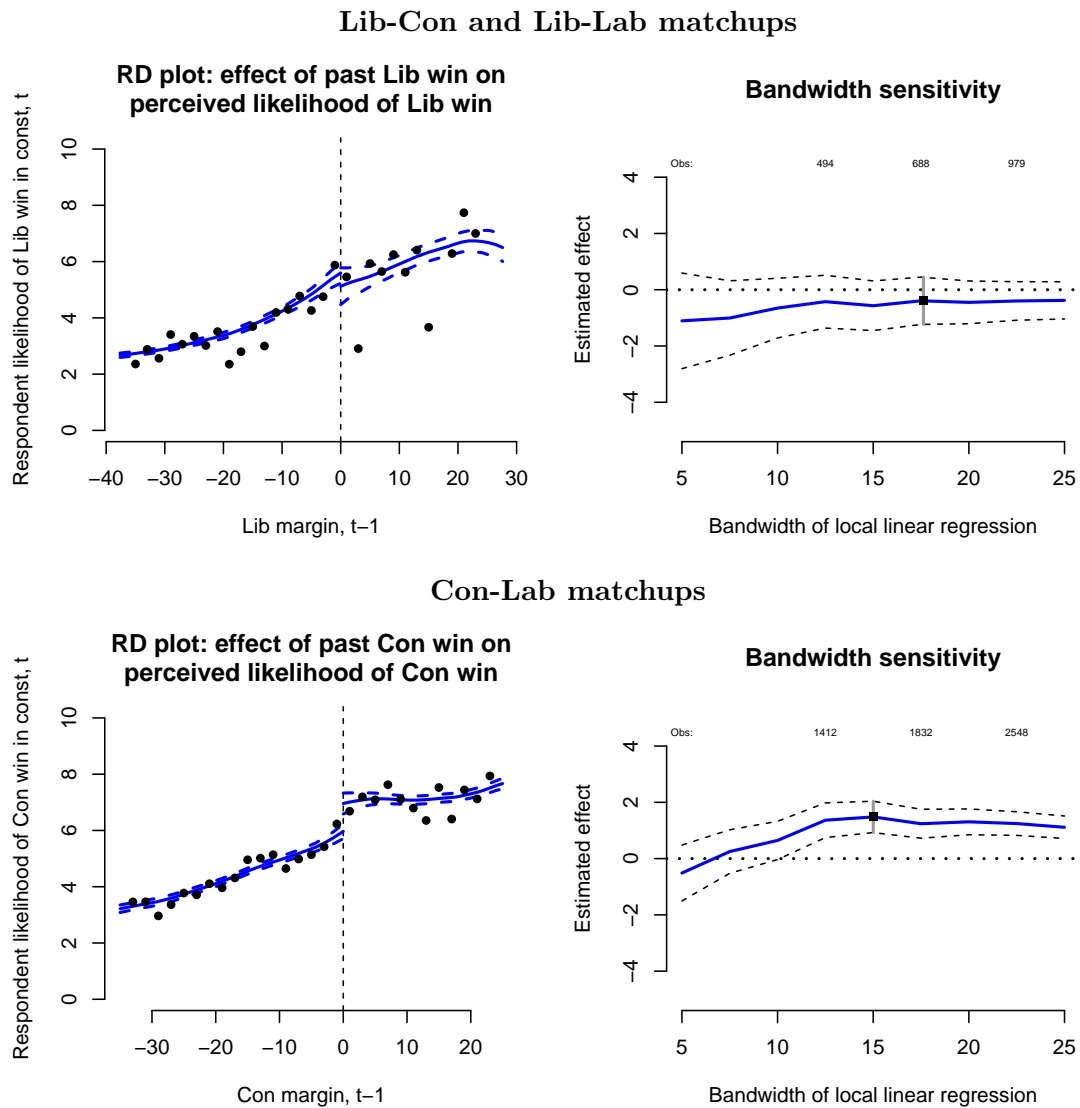 Lib-Con and Lib-Lab matchups
RD plot: effect of past Lib win on
perceived likelihood of Lib win
Respondent likelihood of Lib win in const, t
10
8
6
4
2
0
−40 −30 −20 −10 0 10 20 30
Lib margin, t−1
Bandwidth sensitivity
Obs: 494 688 979
Estimated effect
4
2
0
−2
−4
5 10 15 20 25
Bandwidth of local linear regression
Con-Lab matchups
RD plot: effect of past Con win on
perceived likelihood of Con win
Respondent likelihood of Con win in const, t
10
8
6
4
2
0
−30 −20 −10 0 10 20
Con margin, t−1
Bandwidth sensitivity
Obs: 1412 1832 2548
Estimated effect
4
2
0
−2
−4
5 10 15 20 25
Bandwidth of local linear regression